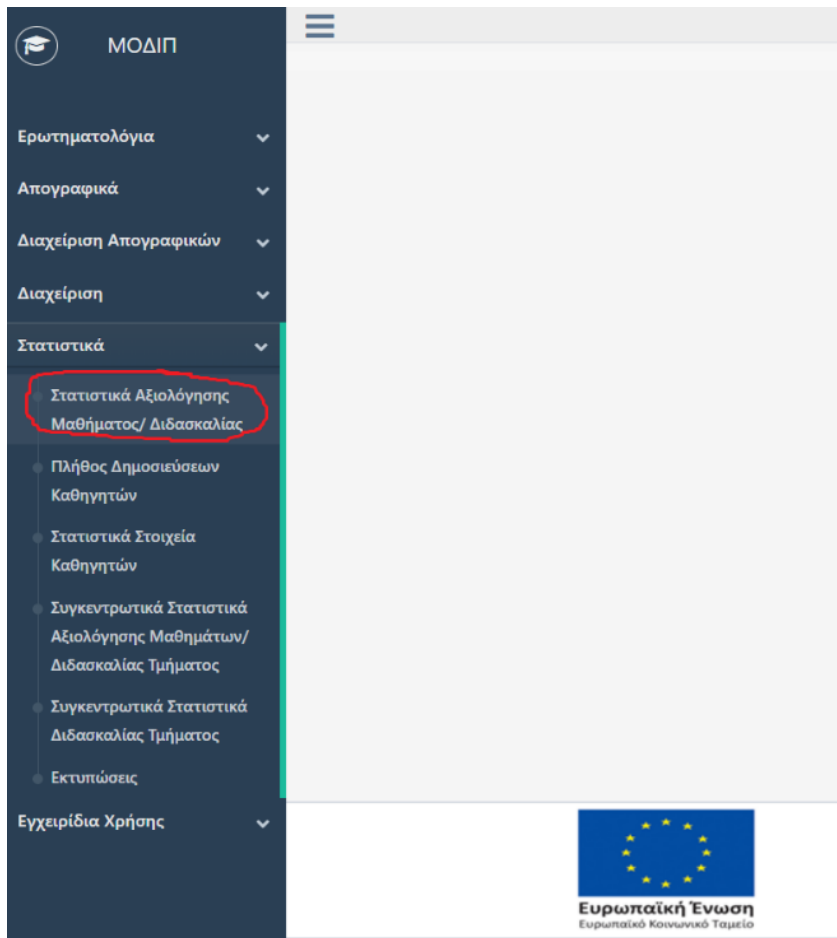 ΜΟΔΙΠ
Ερωτηματολόγια
Απογραφικά
Διαχείριση Απογραφικών
Διαχείριση
Στατιστικά
Στατιστικά Αξιολόγησης
Μαθήματος/ Διδασκαλίας
Πλήθος Δημοσιεύσεων
Καθηγητών
Στατιστικά Στοιχεία
Καθηγητών
Συγκεντρωτικά Στατιστικά
Αξιολόγησης Μαθημάτων/
Διδασκαλίας Τμήματος
Συγκεντρωτικά Στατιστικά
Διδασκαλίας Τμήματος
Εκτυπώσεις
Εγχειρίδια Χρήσης
Ευρωπαϊκή Ένωση
Ευρωπαϊκό Κοινωνικό Ταμείο